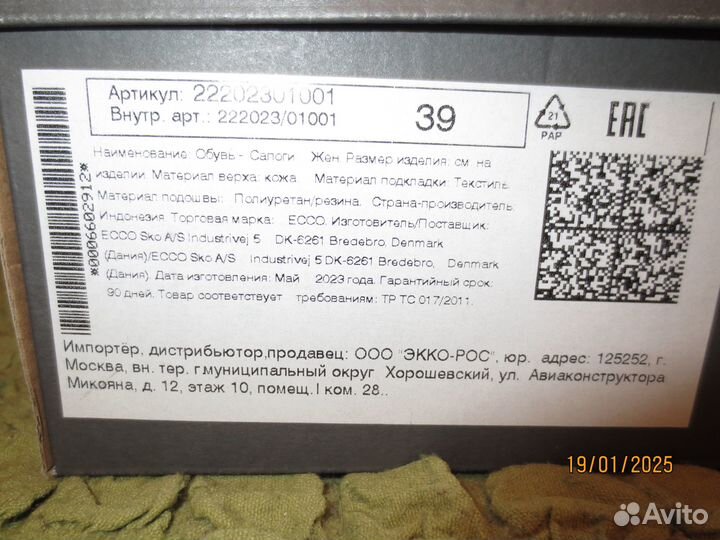 Артикул: 22202301001
Внутр. арт.: 222023/01001
39
21
PAP
EAC
*0006602912*
Наименование: Обувь - Сапоги Жен. Размер изделия: см. на
изделии. Материал верха: кожа Материал подкладки: Текстиль
Материал подошвы: Полиуретан/резина. Страна-производитель:
Индонезия. Торговая марка: ECCO. Изготовитель/Поставщик:
ECCO Sko A/S Industrivej 5 DK-6261 Bredebro, Denmark
(Дания)/ECCO Sko A/S Industrivej 5 DK-6261 Bredebro, Denmark
(Дания). Дата изготовления: Май 2023 года. Гарантийный срок:
90 дней. Товар соответствует требованиям: ТР ТС 017/2011.
Импортёр, дистрибьютор,продавец: ООО "ЭККО-РОС", юр. адрес: 125252, г.
Москва, вн. тер. г.муниципальный округ Хорошевский, ул. Авиаконструктора
Микояна, д. 12, этаж 10, помещ. I ком. 28..
19/01/2025
Avito